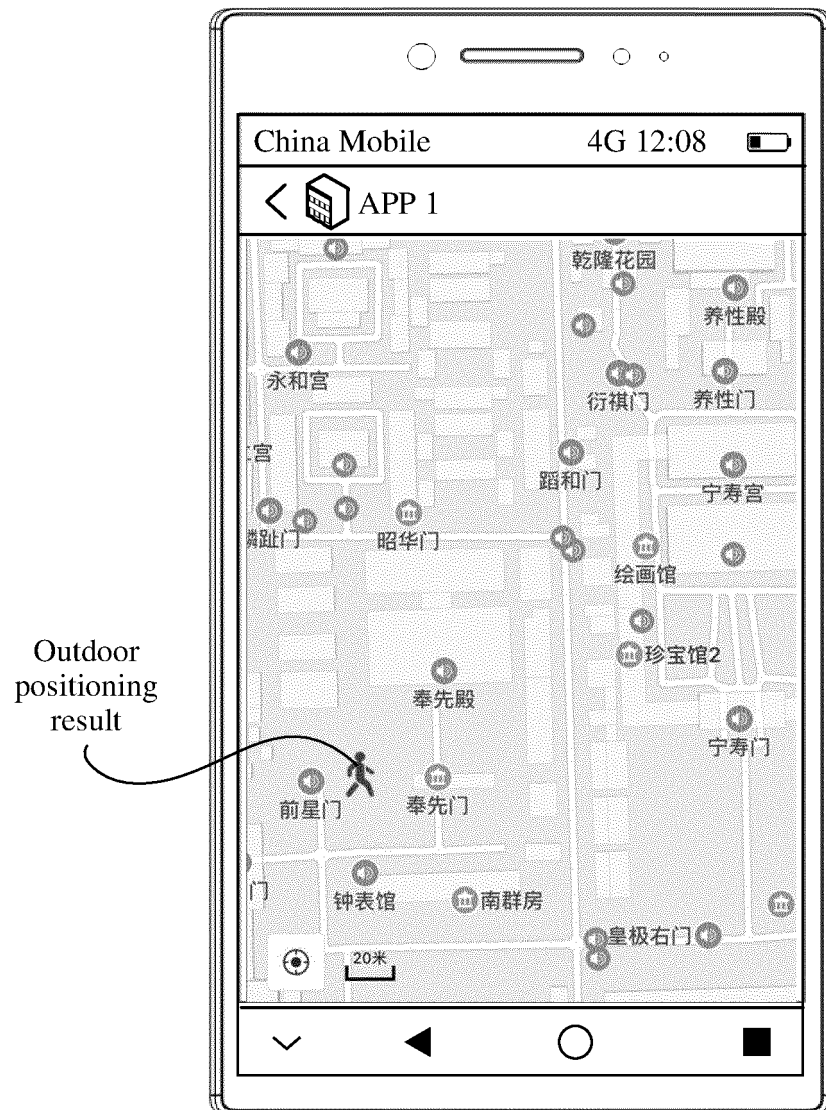 China Mobile 4G 12:08
APP 1
乾隆花园
养性殿
永和宫
衍祺门
养性门
宫
蹈和门
宁寿宫
趾门
昭华门
绘画馆
Outdoor
positioning
result
珍宝馆2
奉先殿
宁寿门
前星门
奉先门
门
钟表馆
南群房
皇极右门
20米